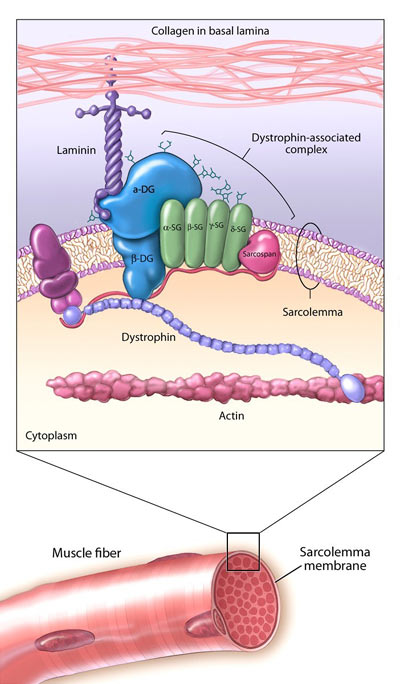 Collagen in basal lamina
Dystrophin-associated
complex
Laminin
a-DG
α-SG
β-SG
γ-SG
δ-SG
β-DG
Sarcospan
Sarcolemma
Dystrophin
Actin
Cytoplasm
Muscle fiber
Sarcolemma
membrane